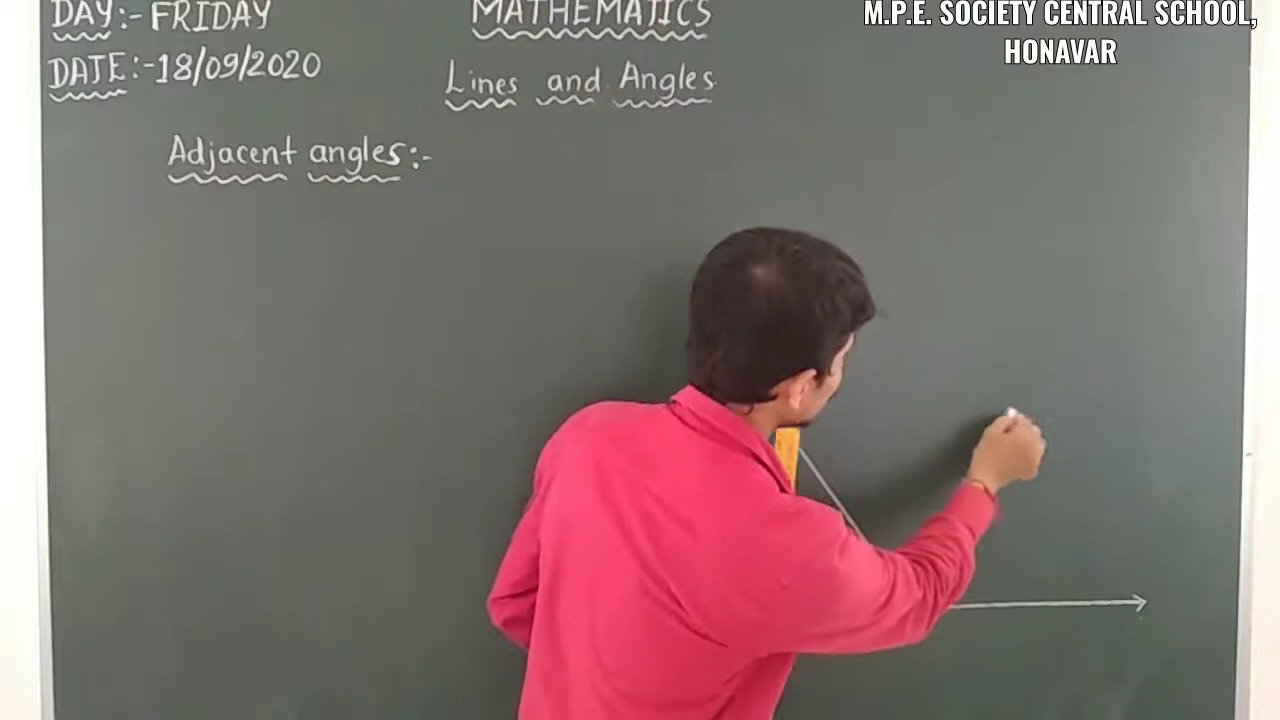 DAY:- FRIDAY
MATHEMATICS
M.P.E. SOCIETY CENTRAL SCHOOL,
HONAVAR
DATE:-18/09/2020
Lines and Angles
Adjacent angles:-